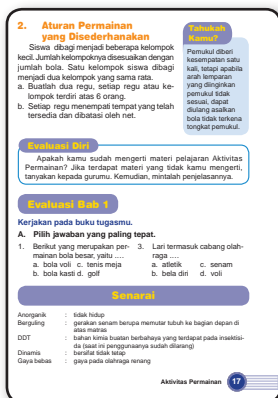 2. Aturan Permainan
yang Disederhanakan
Siswa dibagi menjadi beberapa kelompok
kecil. Jumlah kelompoknya disesuaikan dengan
jumlah bola. Satu kelompok siswa dibagi
menjadi dua kelompok yang sama rata.
a. Buatlah dua regu, setiap regu atau ke-
lompok terdiri atas 6 orang.
b. Setiap regu menempati tempat yang telah
tersedia dan dibatasi oleh net.
Tahukah
Kamu?
Pemukul diberi
kesempatan satu
kali, tetapi apabila
arah lemparan
yang diinginkan
pemukul tidak
sesuai, dapat
diulang asalkan
bola tidak terkena
tongkat pemukul.
Evaluasi Diri
Apakah kamu sudah mengerti materi pelajaran Aktivitas
Permainan? Jika terdapat materi yang tidak kamu mengerti,
tanyakan kepada gurumu. Kemudian, mintalah penjelasannya.
Evaluasi Bab 1
Kerjakan pada buku tugasmu.
A. Pilih jawaban yang paling tepat.
1. Berikut yang merupakan per-
mainan bola besar, yaitu ....
a. bola voli c. tenis meja
b. bola kasti d. golf
3. Lari termasuk cabang olah-
raga ....
a. atletik c. senam
b. bela diri d. voli
Senarai
Anorganik : tidak hidup
Berguling : gerakan senam berupa memutar tubuh ke bagian depan di
atas matras
DDT : bahan kimia buatan berbahaya yang terdapat pada insektisi-
da (saat ini penggunaanya sudah dilarang)
Dinamis : bersifat tidak tetap
Gaya bebas : gaya pada olahraga renang
Aktivitas Permainan 17